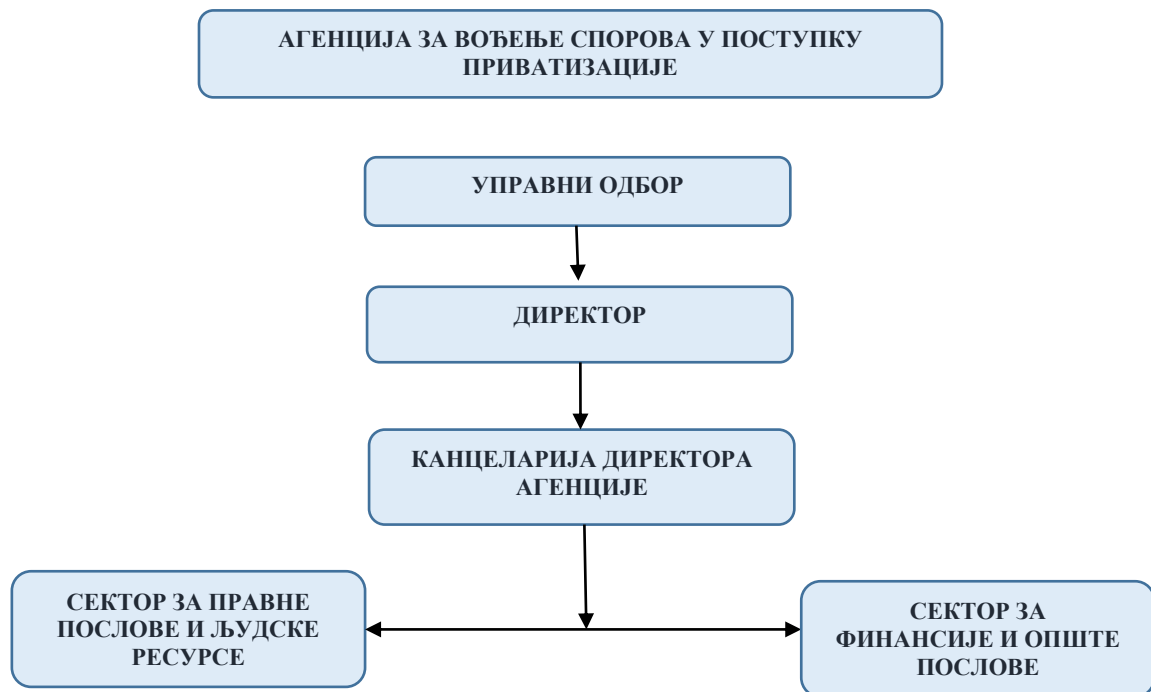 АГЕНЦИЈА ЗА ВОЂЕЊЕ СПОРОВА У ПОСТУПКУ
ПРИВАТИЗАЦИЈЕ
УПРАВНИ ОДБОР
ДИРЕКТОР
КАНЦЕЛАРИЈА ДИРЕКТОРА
АГЕНЦИЈЕ
СЕКТОР ЗА ПРАВНЕ
ПОСЛОВЕ И ЉУДСКЕ
РЕСУРСЕ
СЕКТОР ЗА
ФИНАНСИЈЕ И ОПШТЕ
ПОСЛОВЕ